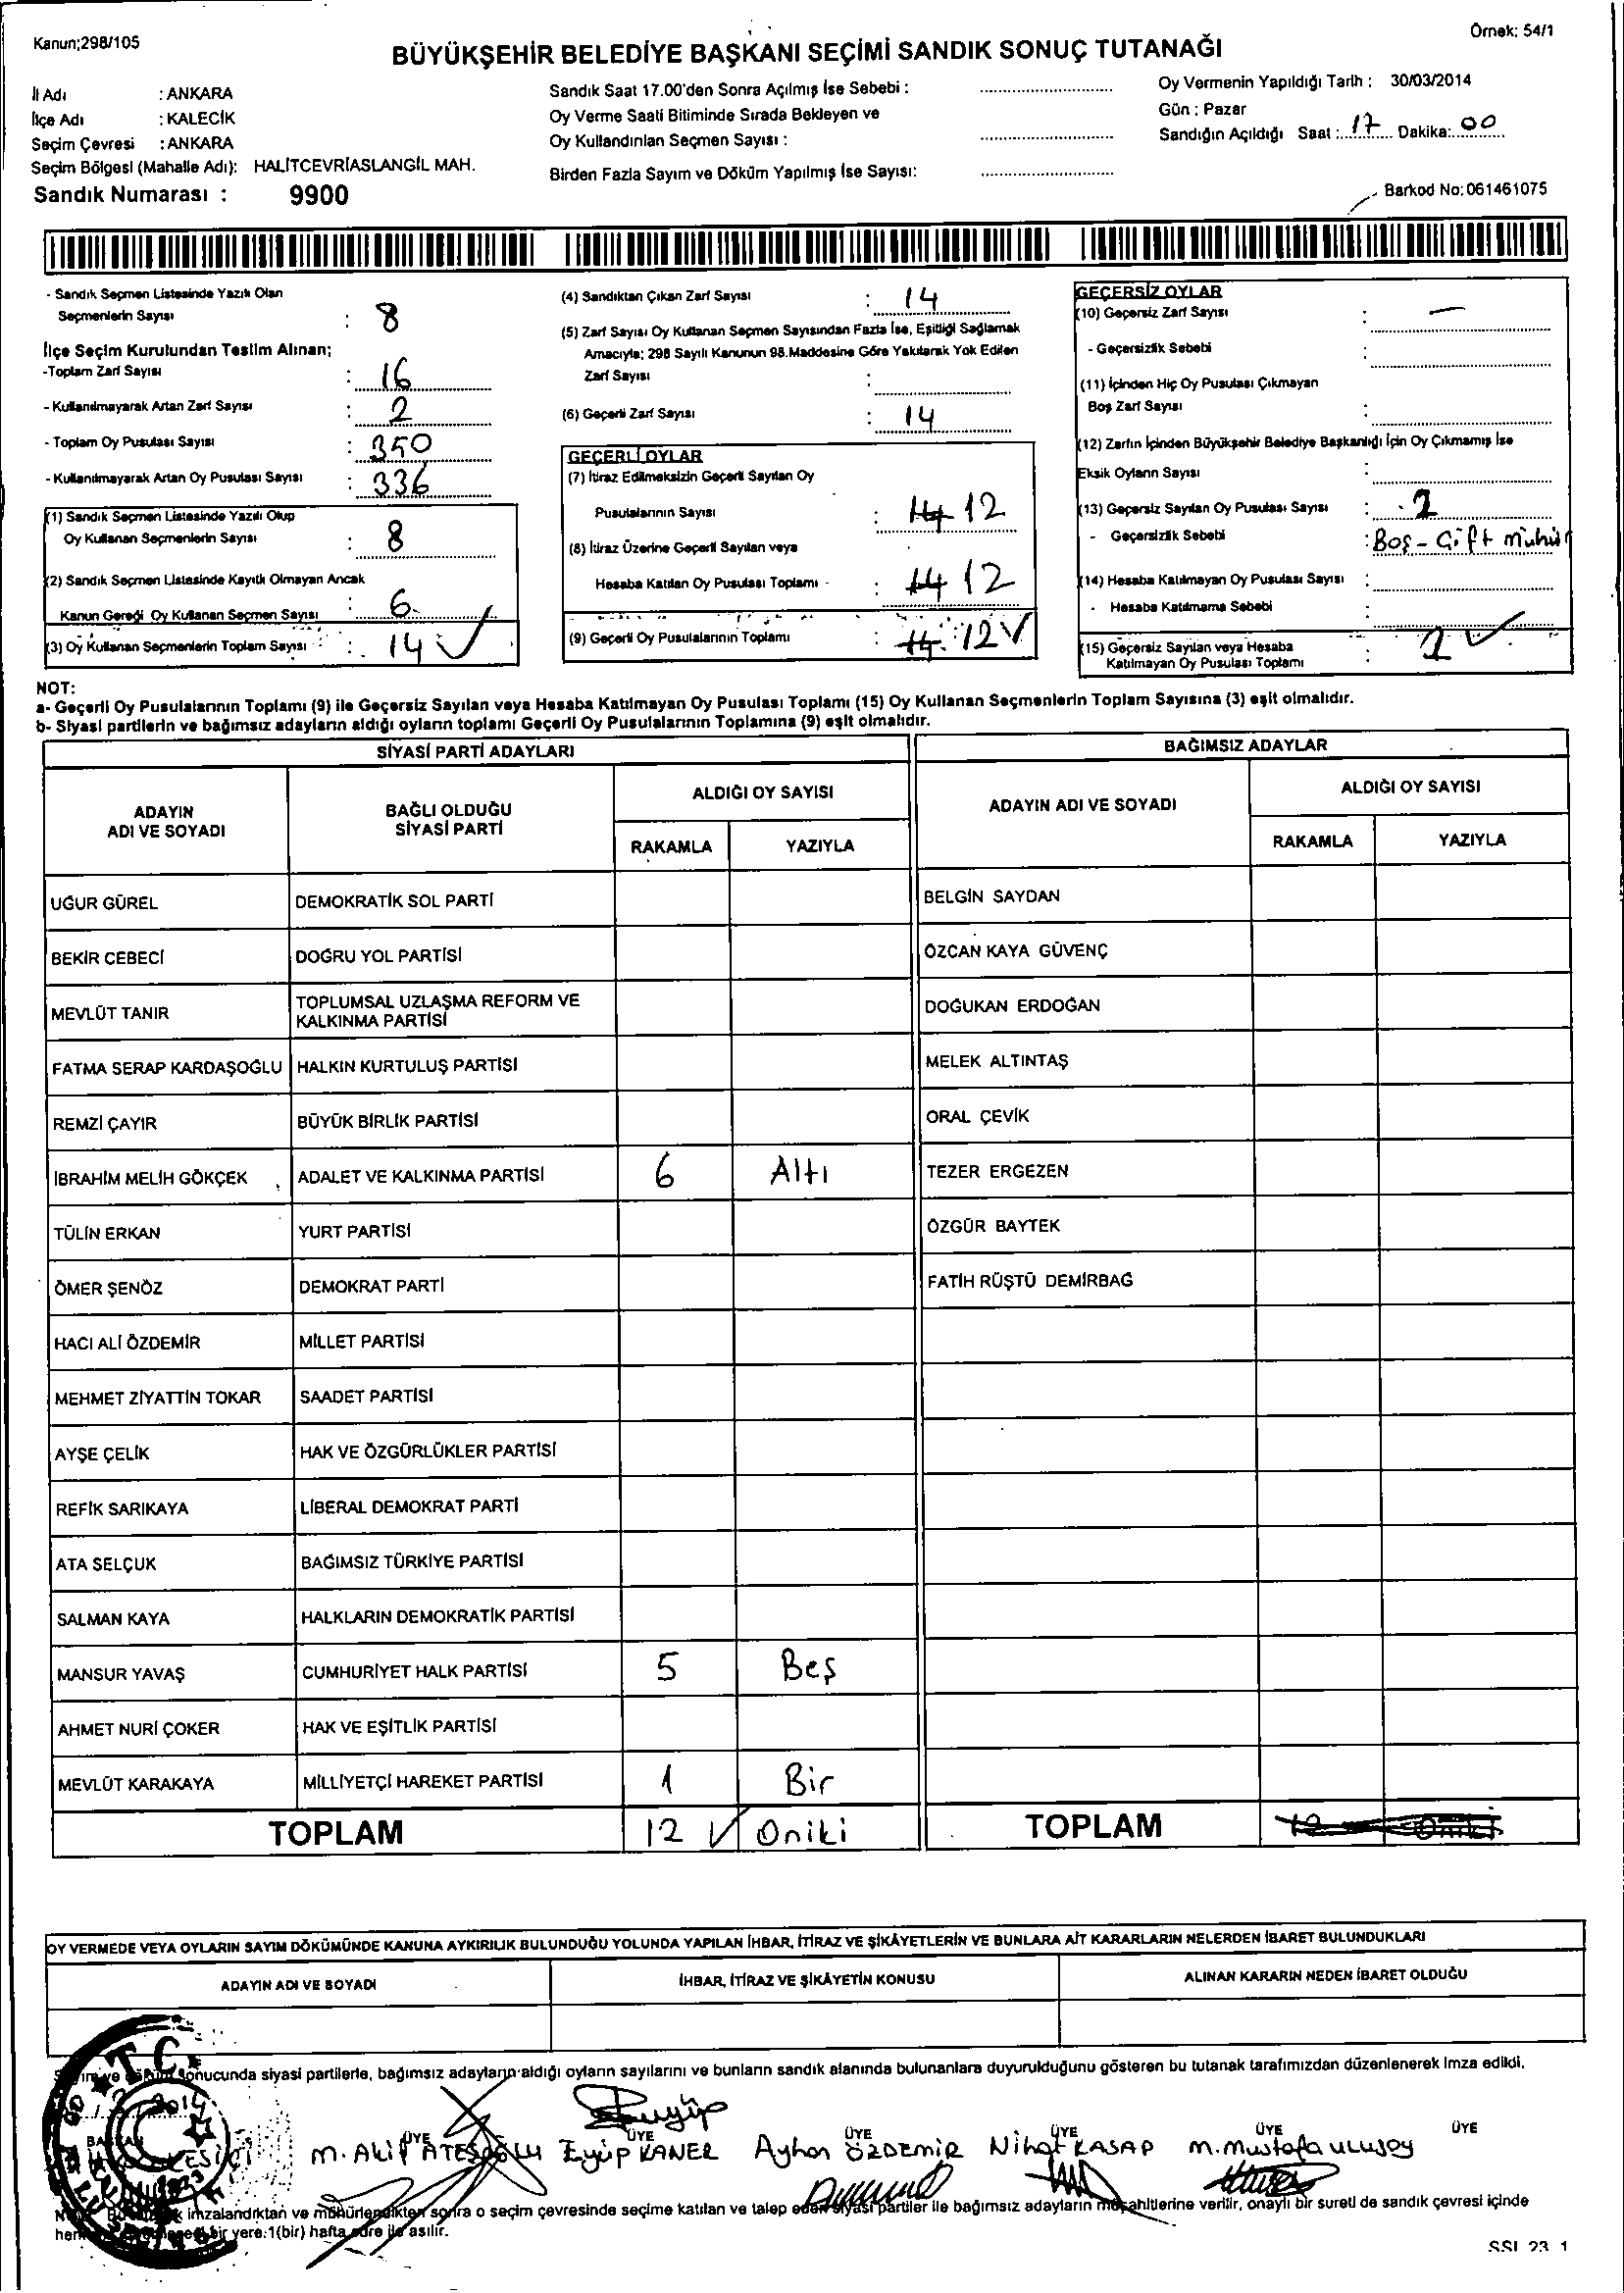 Kanun;298/105
Örnek: 54/1
BÜYÜKŞEHİR BELEDİYE BAŞKANI SEÇİMİ SANDIK SONUÇ TUTANAĞI
İl Adı : ANKARA
İlçe Adı : KALECİK
Seçim Çevresi : ANKARA
Seçim Bölgesi (Mahalle Adı): HALİTCEVRİASLANGİL MAH.
Sandık Numarası : 9900
Sandık Saat 17.00'den Sonra Açılmış İse Sebebi :
Oy Verme Saati Bitiminde Sırada Bekleyen ve
Oy Kullandırılan Seçmen Sayısı :
Birden Fazla Sayım ve Döküm Yapılmış İse Sayısı:
Oy Vermenin Yapıldığı Tarih : 30/03/2014
Gün : Pazar
Sandığın Açıldığı Saat : 17 Dakika: 00
Barkod No: 061461075
- Sandık Seçmen Listesinde Yazılı Olan
Seçmenlerin Sayısı : 8
İlçe Seçim Kurulundan Teslim Alınan;
-Toplam Zarf Sayısı : 16
- Kullanılmayarak Artan Zarf Sayısı : 2
- Toplam Oy Pusulası Sayısı : 350
- Kullanılmayarak Artan Oy Pusulası Sayısı : 336
(1) Sandık Seçmen Listesinde Yazılı Olup
Oy Kullanan Seçmenlerin Sayısı : 8
(2) Sandık Seçmen Listesinde Kayıtlı Olmayan Ancak
Kanun Gereği Oy Kullanan Seçmen Sayısı : 6
(3) Oy Kullanan Seçmenlerin Toplam Sayısı : 14 ✓
(4) Sandıktan Çıkan Zarf Sayısı : 14
(5) Zarf Sayısı Oy Kullanan Seçmen Sayısından Fazla İse, Eşitliği Sağlamak
Amacıyla; 298 Sayılı Kanunun 98.Maddesine Göre Yakılarak Yok Edilen
Zarf Sayısı :
(6) Geçerli Zarf Sayısı : 14
GEÇERLİ OYLAR
(7) İtiraz Edilmeksizin Geçerli Sayılan Oy
Pusulalarının Sayısı : 14 12
(8) İtiraz Üzerine Geçerli Sayılan veya
Hesaba Katılan Oy Pusulası Toplamı - : 14 12
(9) Geçerli Oy Pusulalarının Toplamı : 14 12 ✓
GEÇERSİZ OYLAR
(10) Geçersiz Zarf Sayısı : —
- Geçersizlik Sebebi :
(11) İçinden Hiç Oy Pusulası Çıkmayan
Boş Zarf Sayısı :
(12) Zarfın İçinden Büyükşehir Belediye Başkanlığı İçin Oy Çıkmamış İse
Eksik Oyların Sayısı :
(13) Geçersiz Sayılan Oy Pusulası Sayısı : 2
- Geçersizlik Sebebi : Boş - Çift mühür
(14) Hesaba Katılmayan Oy Pusulası Sayısı :
- Hesaba Katılmama Sebebi :
(15) Geçersiz Sayılan veya Hesaba
Katılmayan Oy Pusulası Toplamı : 2 ✓
NOT:
a- Geçerli Oy Pusulalarının Toplamı (9) ile Geçersiz Sayılan veya Hesaba Katılmayan Oy Pusulası Toplamı (15) Oy Kullanan Seçmenlerin Toplam Sayısına (3) eşit olmalıdır.
b- Siyasi partilerin ve bağımsız adayların aldığı oyların toplamı Geçerli Oy Pusulalarının Toplamına (9) eşit olmalıdır.
SİYASİ PARTİ ADAYLARI
ADAYIN ADI VE SOYADI
BAĞLI OLDUĞU SİYASİ PARTİ
ALDIĞI OY SAYISI
RAKAMLA YAZIYLA
UĞUR GÜREL DEMOKRATİK SOL PARTİ
BEKİR CEBECİ DOĞRU YOL PARTİSİ
MEVLÜT TANIR TOPLUMSAL UZLAŞMA REFORM VE KALKINMA PARTİSİ
FATMA SERAP KARDAŞOĞLU HALKIN KURTULUŞ PARTİSİ
REMZİ ÇAYIR BÜYÜK BİRLİK PARTİSİ
İBRAHİM MELİH GÖKÇEK ADALET VE KALKINMA PARTİSİ 6 Altı
TÜLİN ERKAN YURT PARTİSİ
ÖMER ŞENÖZ DEMOKRAT PARTİ
HACI ALİ ÖZDEMİR MİLLET PARTİSİ
MEHMET ZİYATTİN TOKAR SAADET PARTİSİ
AYŞE ÇELİK HAK VE ÖZGÜRLÜKLER PARTİSİ
REFİK SARIKAYA LİBERAL DEMOKRAT PARTİ
ATA SELÇUK BAĞIMSIZ TÜRKİYE PARTİSİ
SALMAN KAYA HALKLARIN DEMOKRATİK PARTİSİ
MANSUR YAVAŞ CUMHURİYET HALK PARTİSİ 5 Beş
AHMET NURİ ÇOKER HAK VE EŞİTLİK PARTİSİ
MEVLÜT KARAKAYA MİLLİYETÇİ HAREKET PARTİSİ 1 Bir
TOPLAM 12 ✓ Oniki
BAĞIMSIZ ADAYLAR
ADAYIN ADI VE SOYADI
ALDIĞI OY SAYISI
RAKAMLA YAZIYLA
BELGİN SAYDAN
ÖZCAN KAYA GÜVENÇ
DOĞUKAN ERDOĞAN
MELEK ALTINTAŞ
ORAL ÇEVİK
TEZER ERGEZEN
ÖZGÜR BAYTEK
FATİH RÜŞTÜ DEMİRBAĞ
TOPLAM 12 Oniki
OY VERMEDE VEYA OYLARIN SAYIM DÖKÜMÜNDE KANUNA AYKIRILIK BULUNDUĞU YOLUNDA YAPILAN İHBAR, İTİRAZ VE ŞİKÂYETLERİN VE BUNLARA AİT KARARLARIN NELERDEN İBARET BULUNDUKLARI
ADAYIN ADI VE SOYADI
İHBAR, İTİRAZ VE ŞİKÂYETİN KONUSU
ALINAN KARARIN NEDEN İBARET OLDUĞU
T.C.
sonucunda siyasi partilerle, bağımsız adayların aldığı oyların sayılarını ve bunların sandık alanında bulunanlara duyurulduğunu gösteren bu tutanak tarafımızdan düzenlenerek imza edildi.
BAŞKAN ÜYE ÜYE ÜYE ÜYE ÜYE ÜYE
M. Akif ATEŞOĞLU Eyüp KANER Ayhan ÖZDEMİR Nihat KASAP M. Mustafa ULUSOY
imzalandıktan ve mühürlendikten sonra o seçim çevresinde seçime katılan ve talep eden siyasi partiler ile bağımsız adayların müşahitlerine verilir, onaylı bir sureti de sandık çevresi içinde
bir yere 1(bir) hafta süre ile asılır.
SSI 23 1